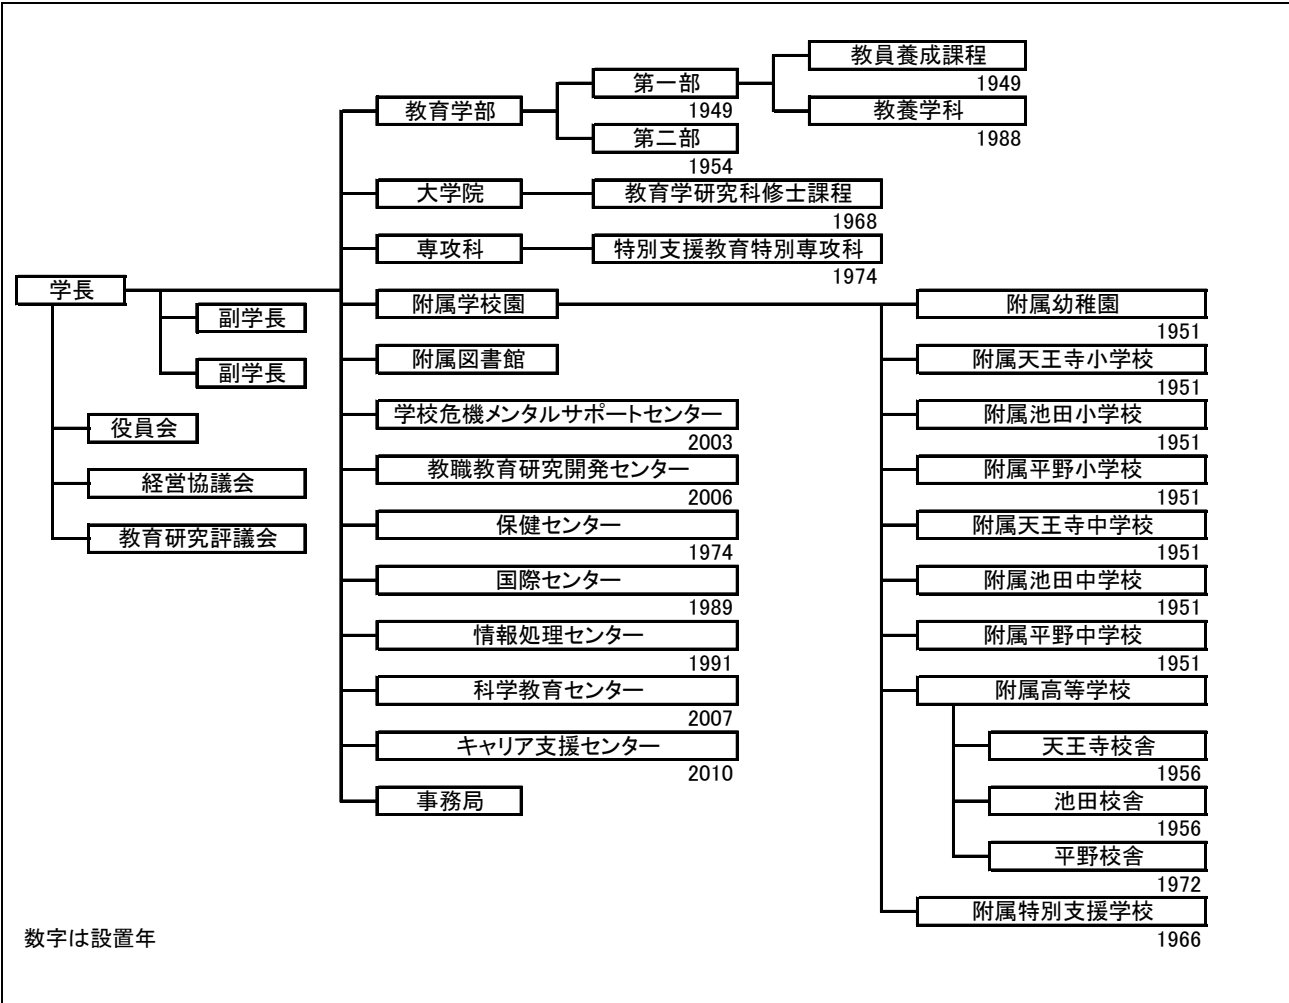 学長
副学長
副学長
役員会
経営協議会
教育研究評議会
教育学部
第一部
1949
教員養成課程
1949
教養学科
1988
第二部
1954
大学院
教育学研究科修士課程
1968
専攻科
特別支援教育特別専攻科
1974
附属学校園
附属幼稚園
1951
附属天王寺小学校
1951
附属池田小学校
1951
附属平野小学校
1951
附属天王寺中学校
1951
附属池田中学校
1951
附属平野中学校
1951
附属高等学校
天王寺校舎
1956
池田校舎
1956
平野校舎
1972
附属特別支援学校
1966
附属図書館
学校危機メンタルサポートセンター
2003
教職教育研究開発センター
2006
保健センター
1974
国際センター
1989
情報処理センター
1991
科学教育センター
2007
キャリア支援センター
2010
事務局
数字は設置年